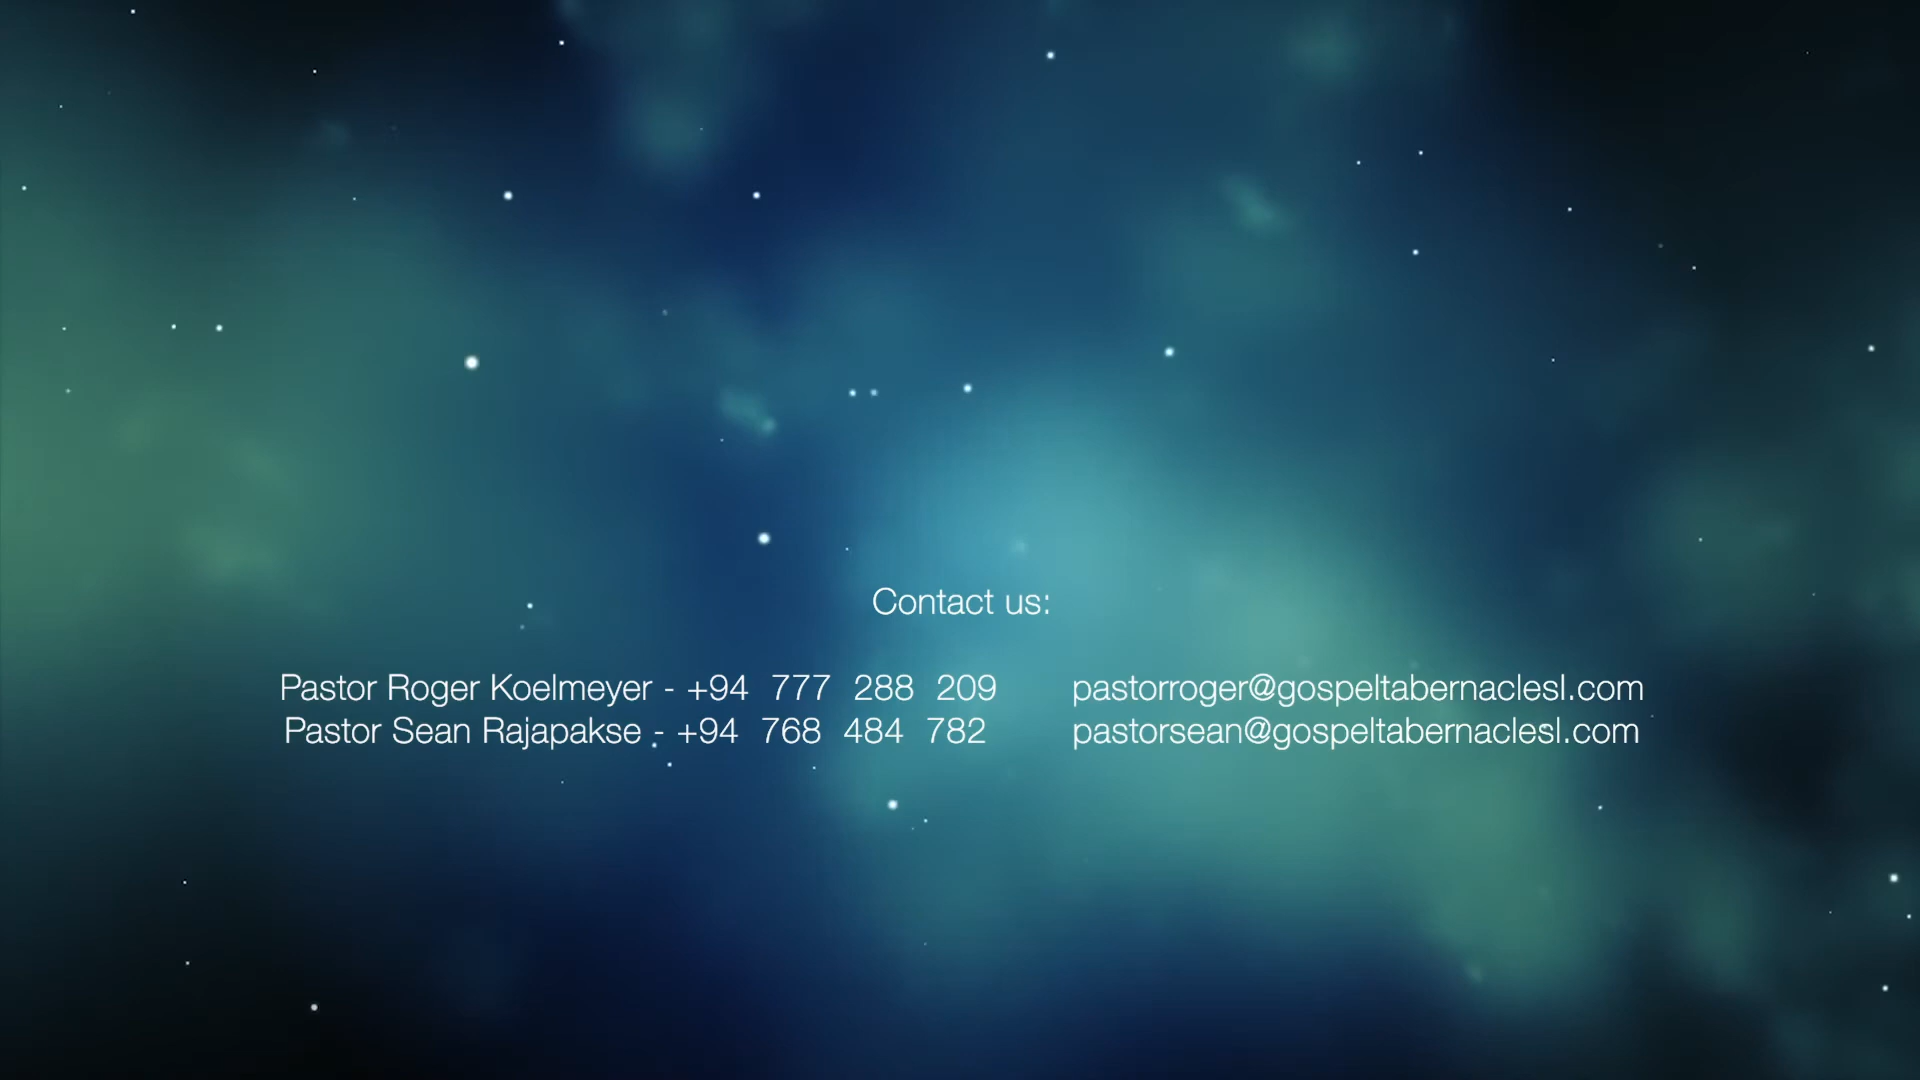 Contact us:
Pastor Roger Koelmeyer - +94 777 288 209 pastorroger@gospeltabernaclesl.com
Pastor Sean Rajapakse - +94 768 484 782 pastorsean@gospeltabernaclesl.com